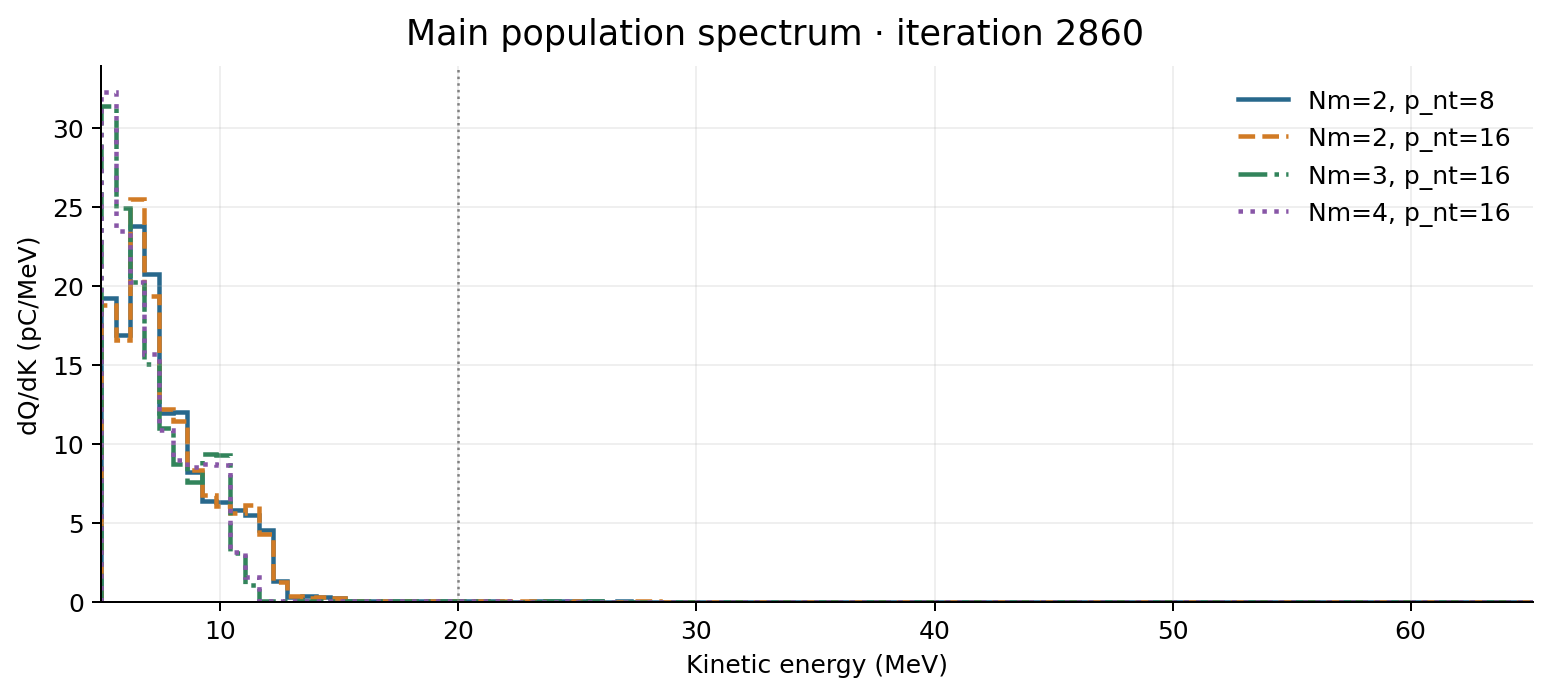 Main population spectrum · iteration 2860
dQ/dK (pC/MeV)
30
25
20
15
10
5
0
Nm=2, p_nt=8
Nm=2, p_nt=16
Nm=3, p_nt=16
Nm=4, p_nt=16
10 20 30 40 50 60
Kinetic energy (MeV)